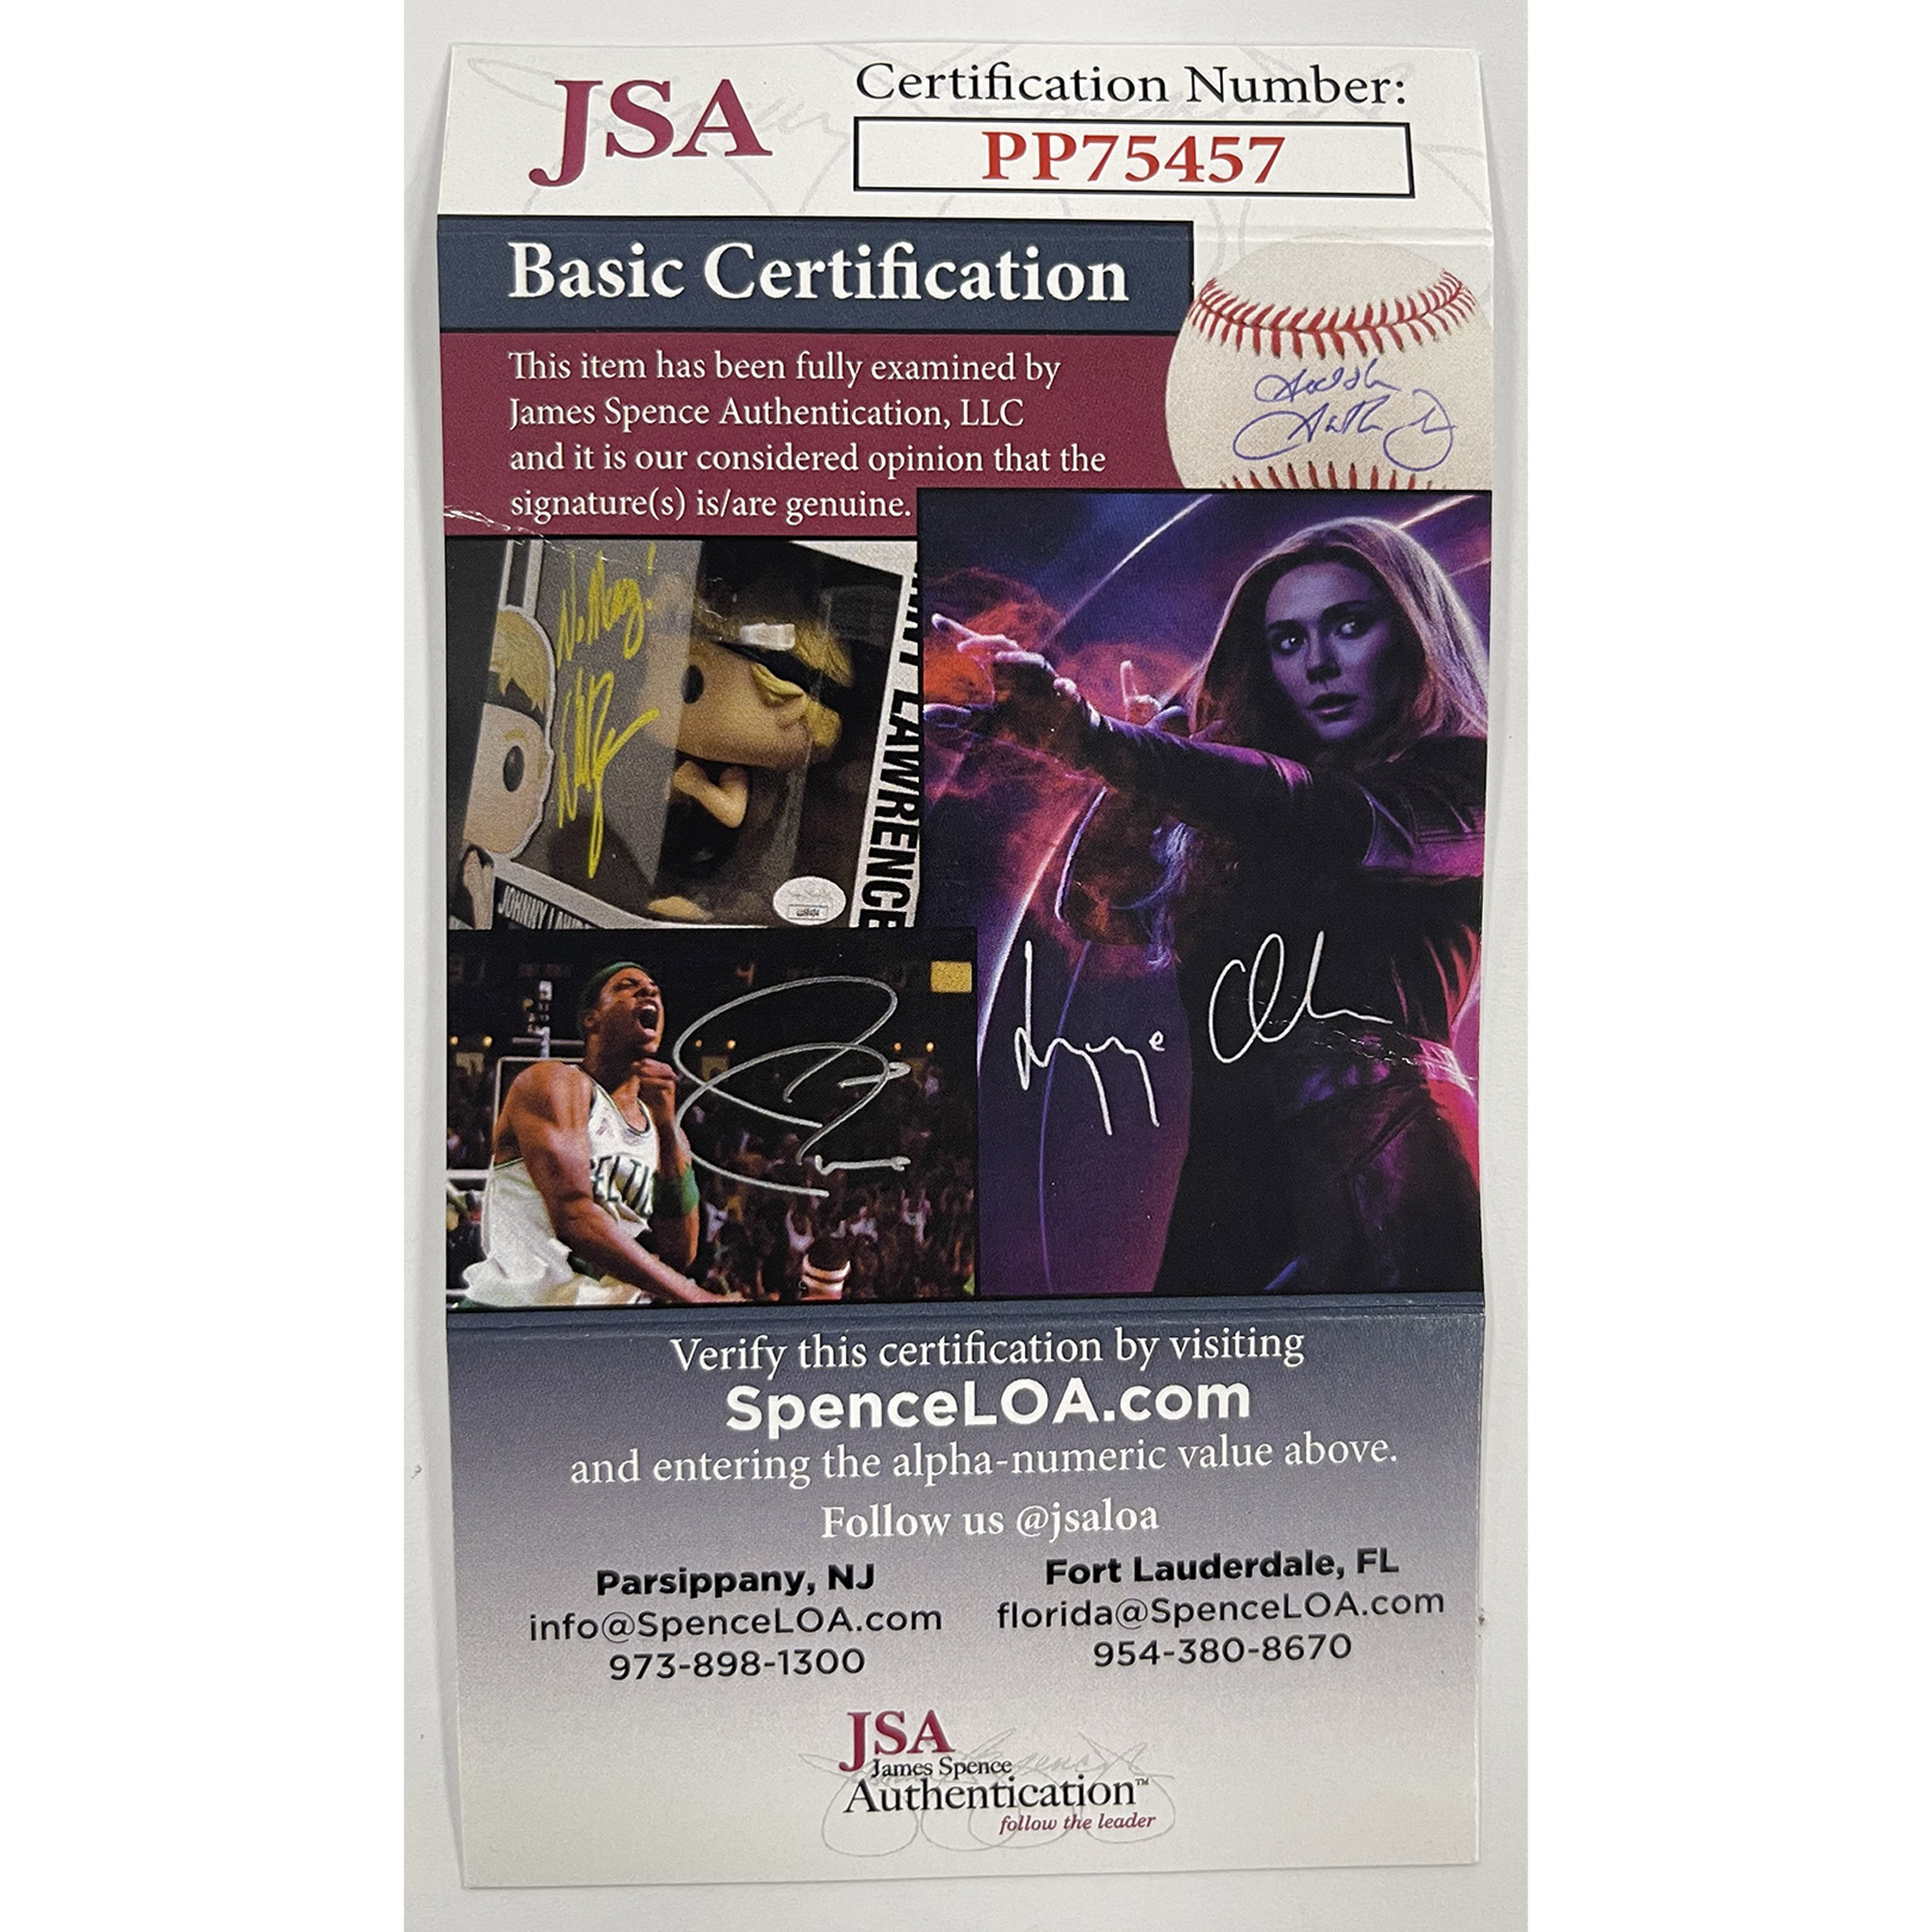 JSA
Certification Number:
PP75457
Basic Certification
This item has been fully examined by
James Spence Authentication, LLC
and it is our considered opinion that the
signature(s) is/are genuine.
LAWRENCE
JOHNNY
Verify this certification by visiting
SpenceLOA.com
and entering the alpha-numeric value above.
Follow us @jsaloa
Parsippany, NJ
info@SpenceLOA.com
973-898-1300
Fort Lauderdale, FL
florida@SpenceLOA.com
954-380-8670
JSA
James Spence
Authentication™
follow the leader